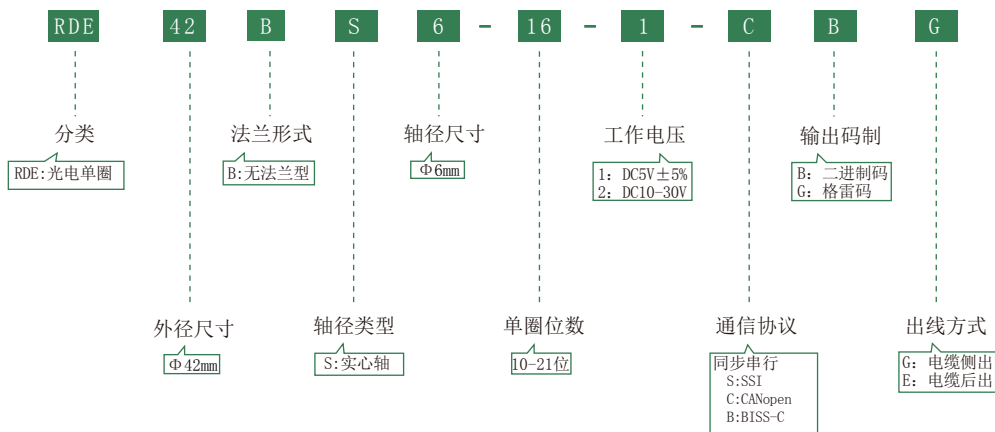 RDE 42 B S 6 - 16 - 1 - C B G
分类
RDE:光电单圈
法兰形式
B:无法兰型
轴径尺寸
Φ6mm
工作电压
1: DC5V±5%
2: DC10-30V
输出码制
B: 二进制码
G: 格雷码
外径尺寸
Φ42mm
轴径类型
S:实心轴
单圈位数
10-21位
通信协议
同步串行
S:SSI
C:CANopen
B:BISS-C
出线方式
G: 电缆侧出
E: 电缆后出